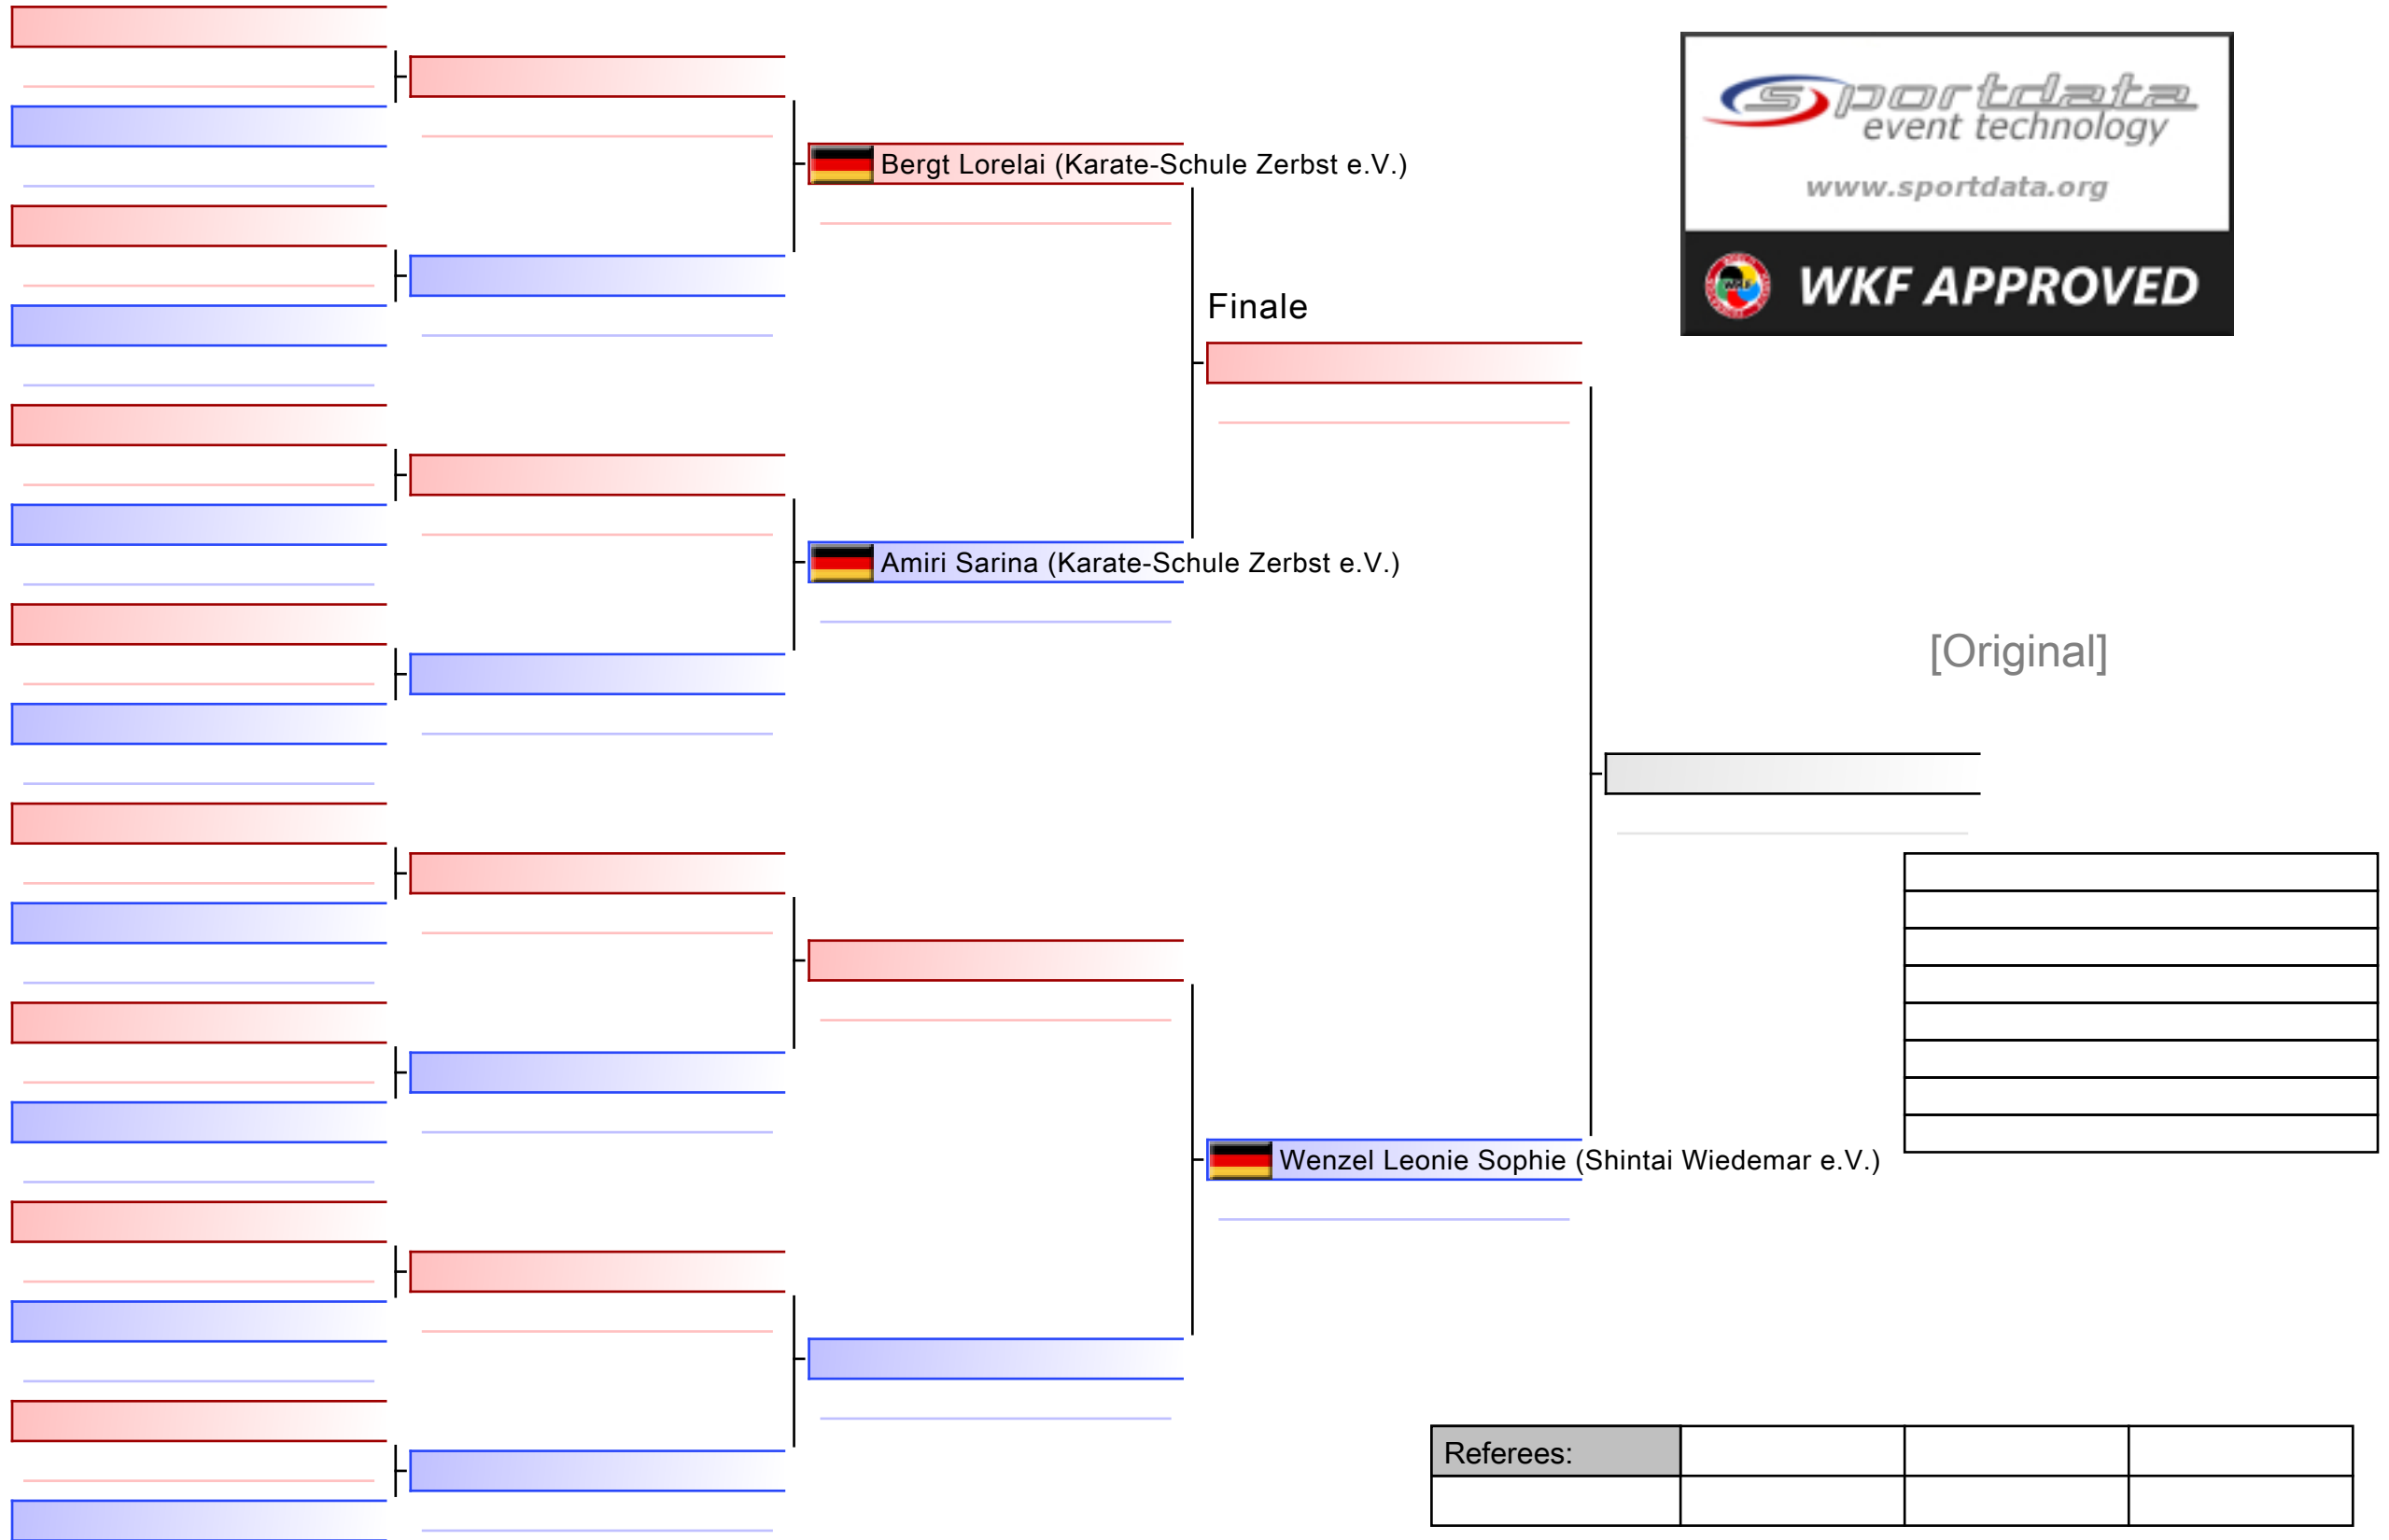 sportdata
event technology
www.sportdata.org
WKF APPROVED
Bergt Lorelai (Karate-Schule Zerbst e.V.)
Finale
Amiri Sarina (Karate-Schule Zerbst e.V.)
[Original]
Wenzel Leonie Sophie (Shintai Wiedemar e.V.)
Referees: